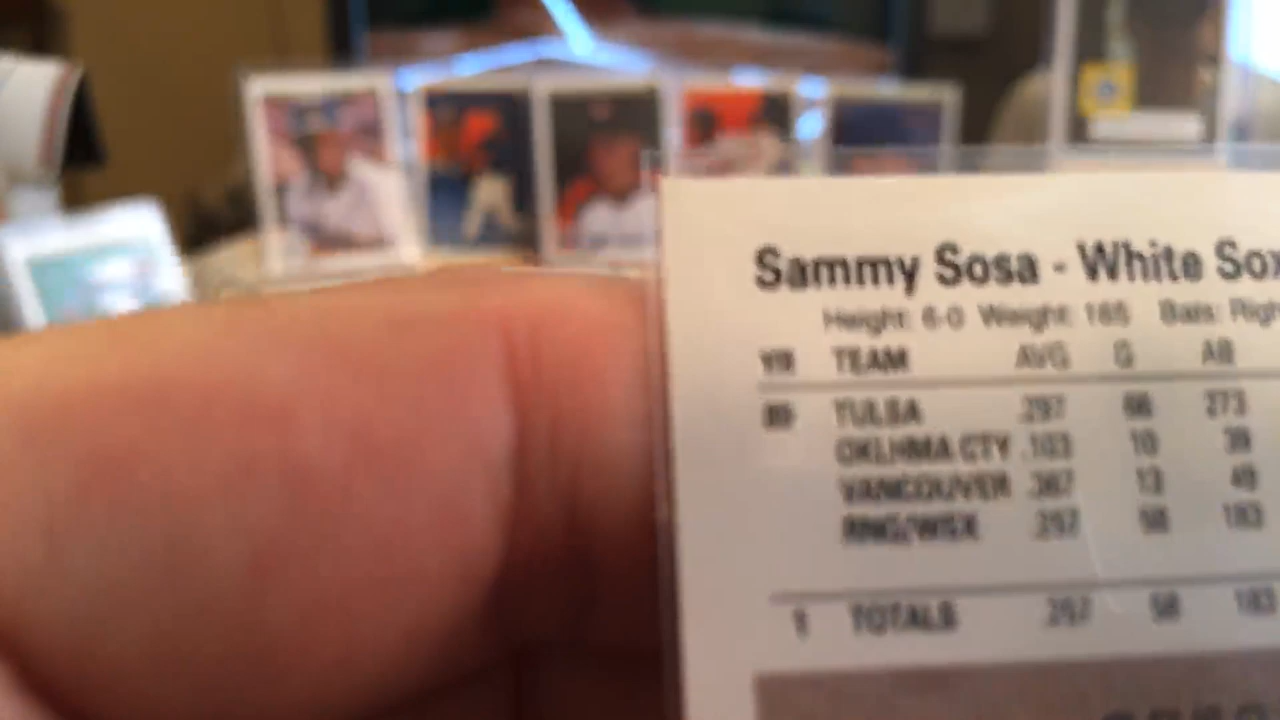 Sammy Sosa - White Sox
Height: 6-0 Weight: 165 Bats: Righ
YR TEAM AVG G AB
89 TULSA .297 66 273
OKLHMA CTY .103 10 39
VANCOUVER .367 13 49
RNG/WSX .257 58 183
1 TOTALS .257 58 183